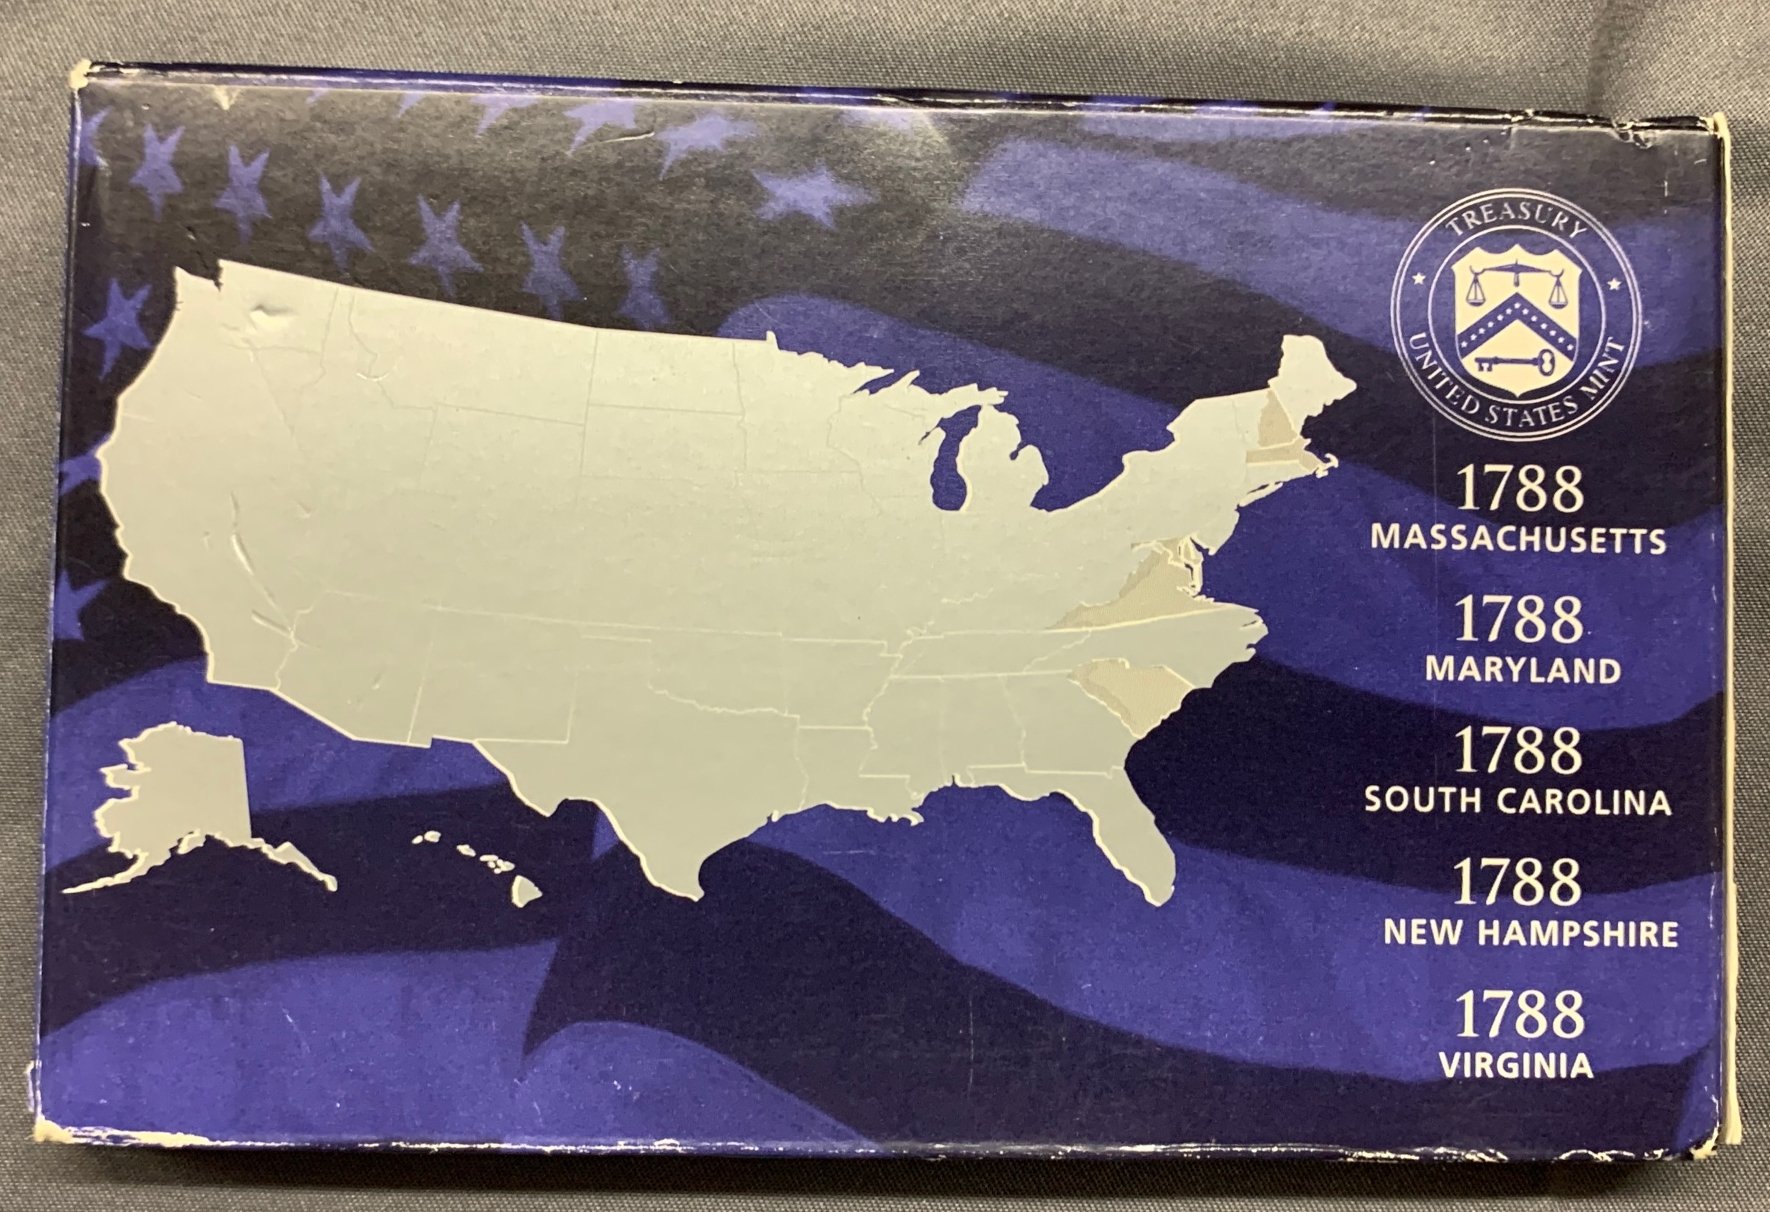 TREASURY
UNITED STATES MINT
1788
MASSACHUSETTS
1788
MARYLAND
1788
SOUTH CAROLINA
1788
NEW HAMPSHIRE
1788
VIRGINIA